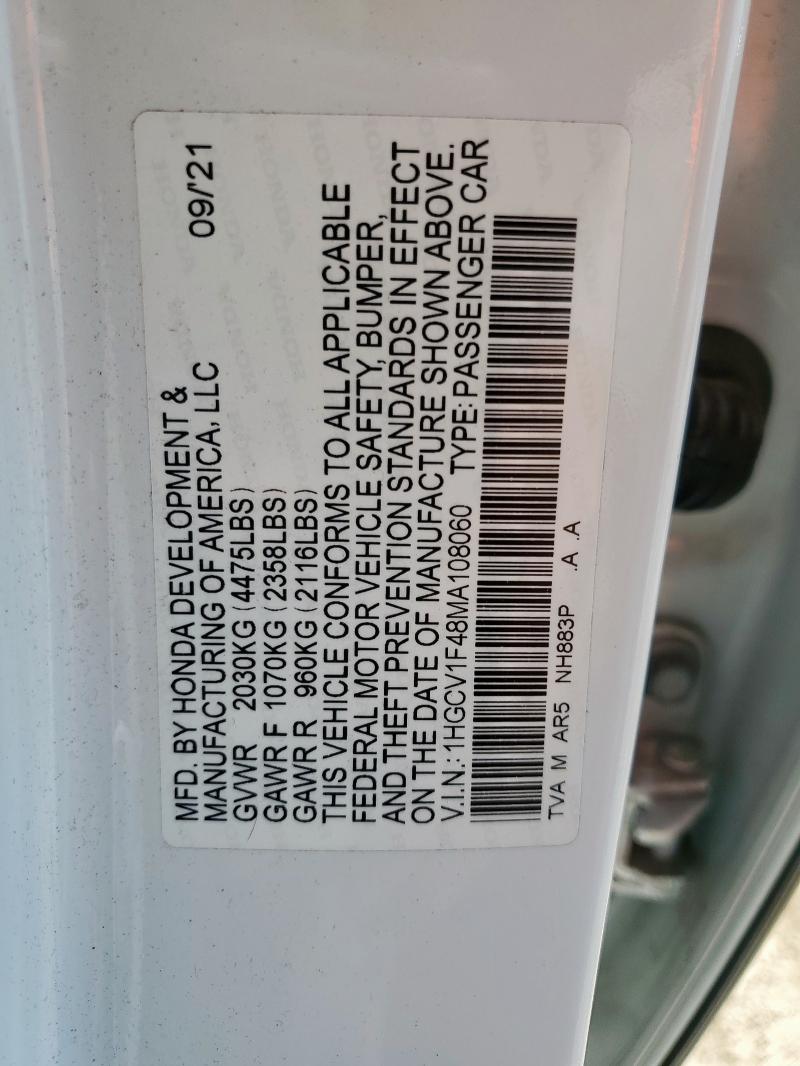 MFD. BY HONDA DEVELOPMENT &
MANUFACTURING OF AMERICA, LLC 09/'21
GVWR 2030KG (4475LBS)
GAWR F 1070KG (2358LBS)
GAWR R 960KG (2116LBS)
THIS VEHICLE CONFORMS TO ALL APPLICABLE
FEDERAL MOTOR VEHICLE SAFETY, BUMPER,
AND THEFT PREVENTION STANDARDS IN EFFECT
ON THE DATE OF MANUFACTURE SHOWN ABOVE.
V.I.N.: 1HGCV1F48MA108060 TYPE: PASSENGER CAR
TVA M AR5 NH883P .A .A